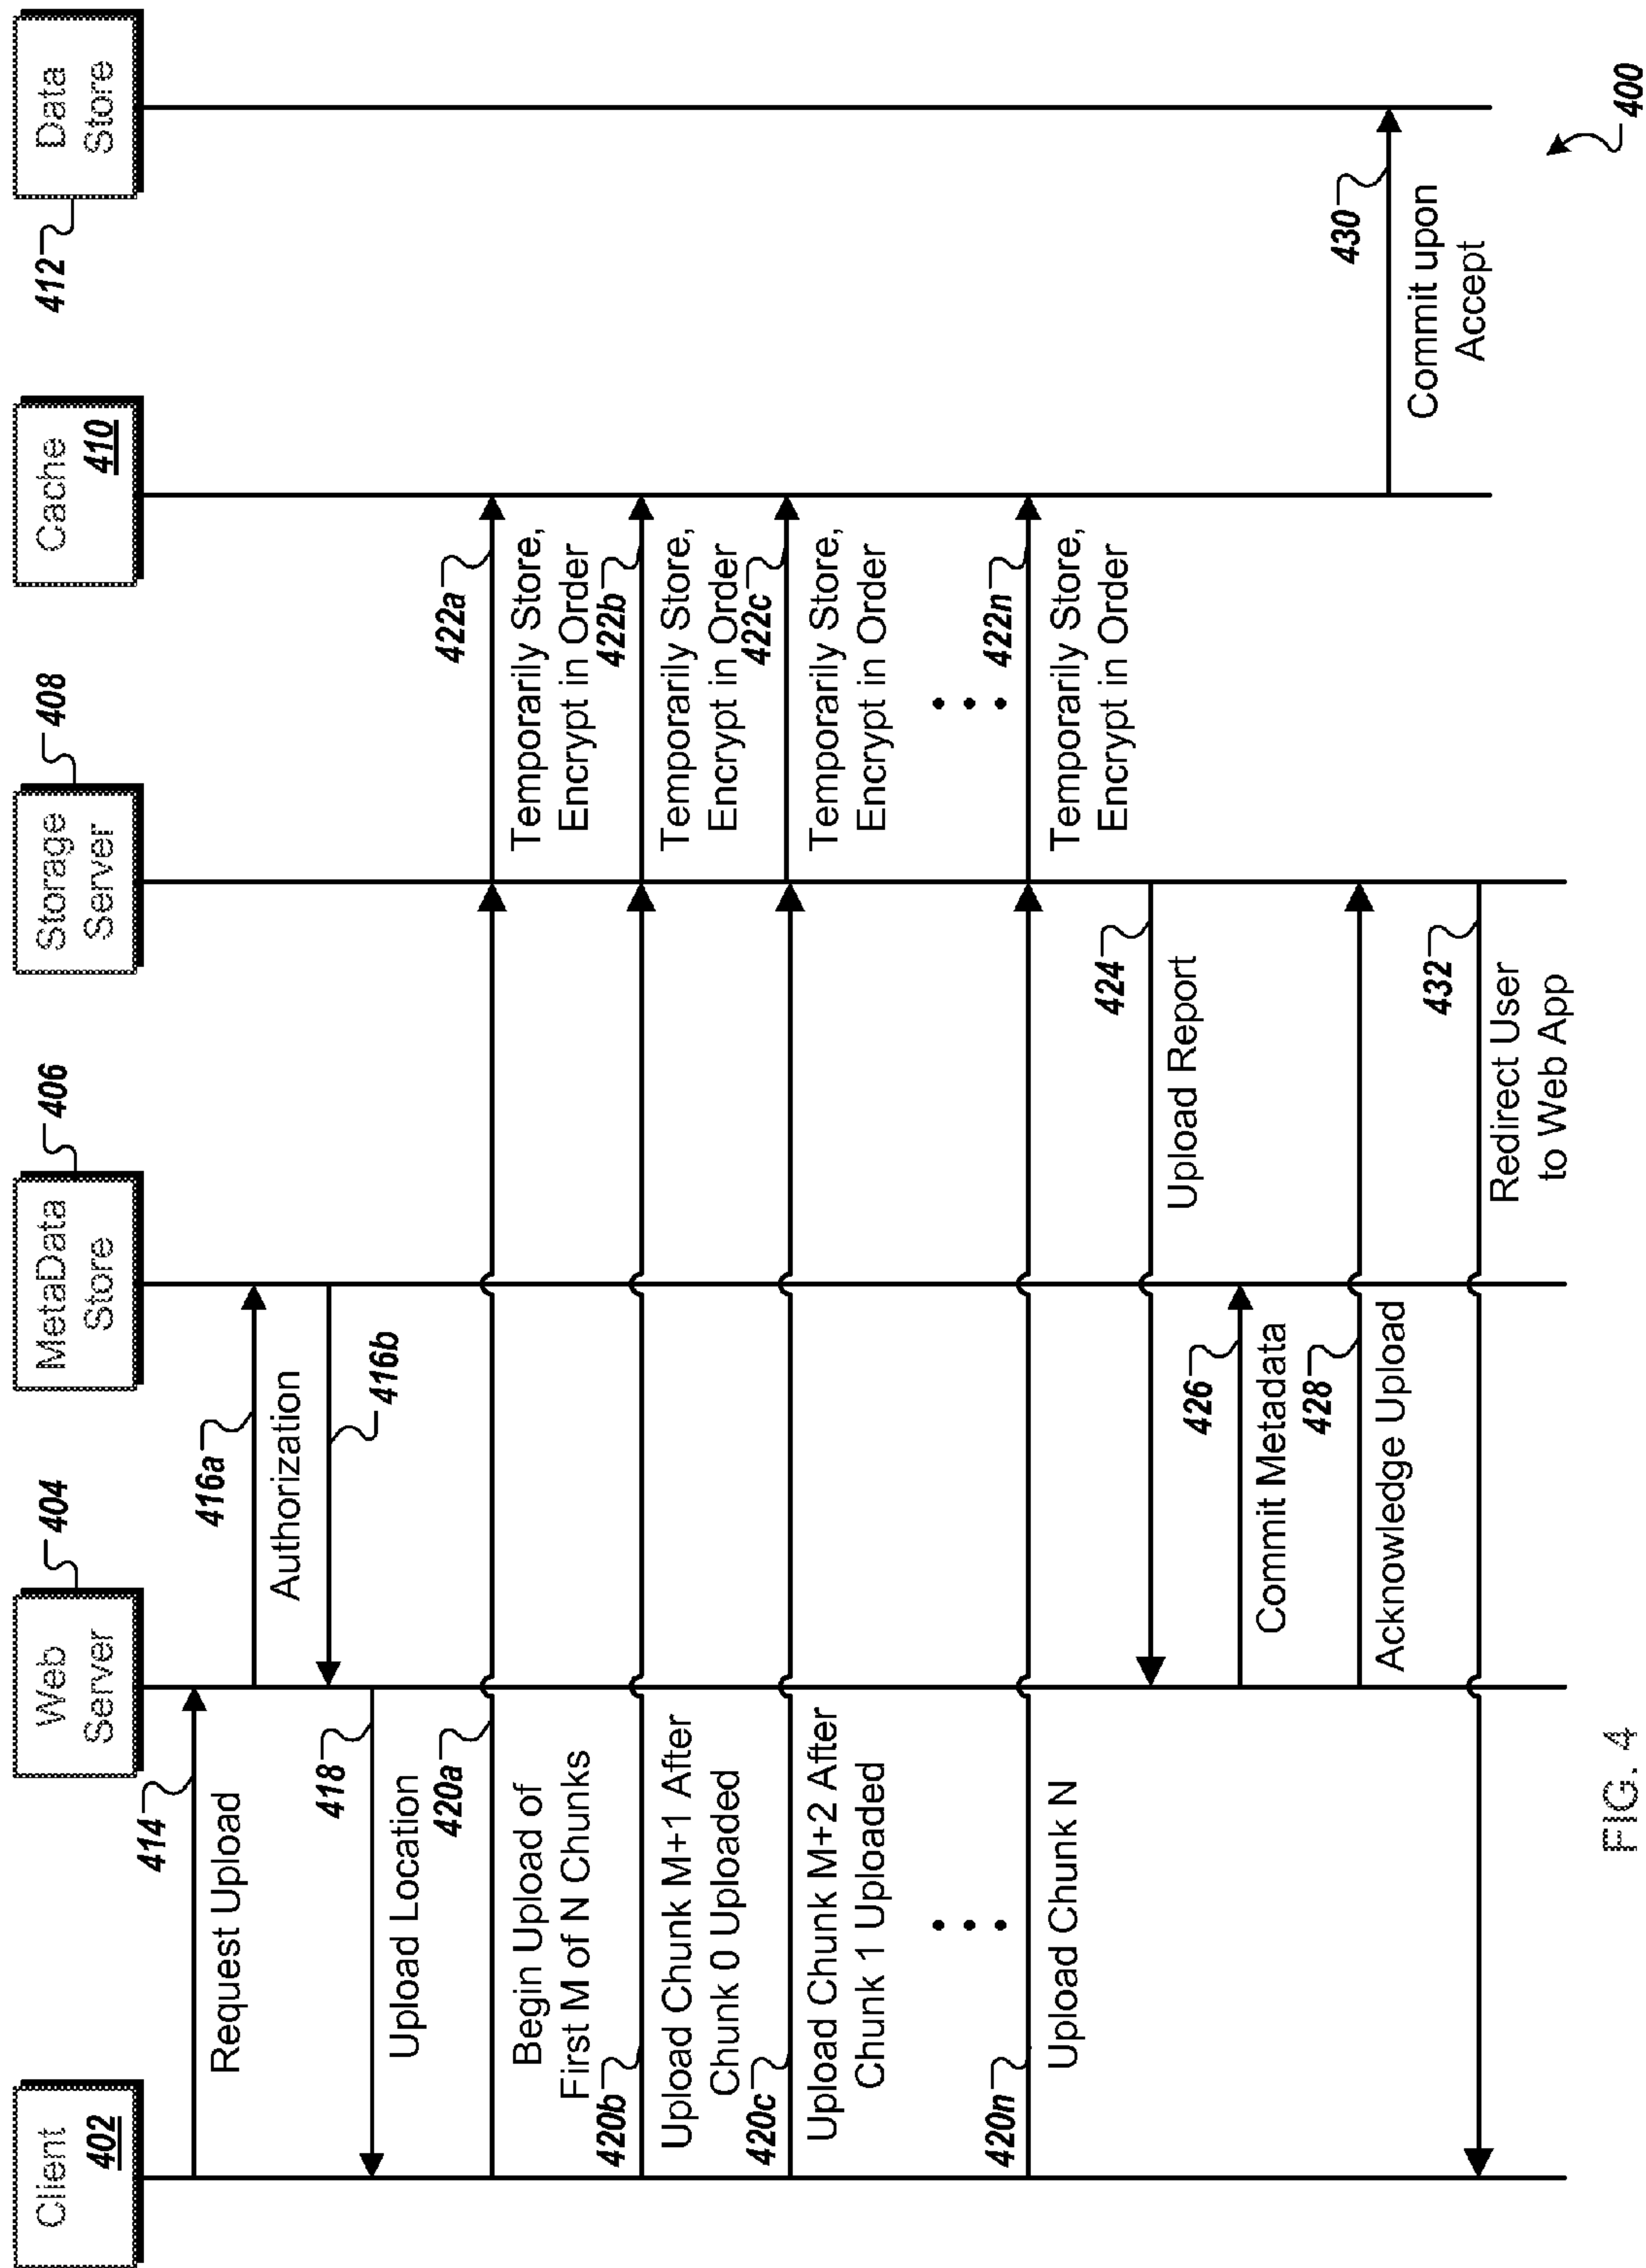 Client
402
Web
Server
404
MetaData
Store
406
Storage
Server
408
Cache
410
Data
Store
412
414
Request Upload
416a
Authorization
416b
418
Upload Location
420a
Begin Upload of
First M of N Chunks
422a
Temporarily Store,
Encrypt in Order
420b
Upload Chunk M+1 After
Chunk 0 Uploaded
422b
Temporarily Store,
Encrypt in Order
420c
Upload Chunk M+2 After
Chunk 1 Uploaded
422c
Temporarily Store,
Encrypt in Order
420n
Upload Chunk N
422n
Temporarily Store,
Encrypt in Order
424
Upload Report
426
Commit Metadata
428
Acknowledge Upload
430
Commit upon
Accept
432
Redirect User
to Web App
400
FIG. 4